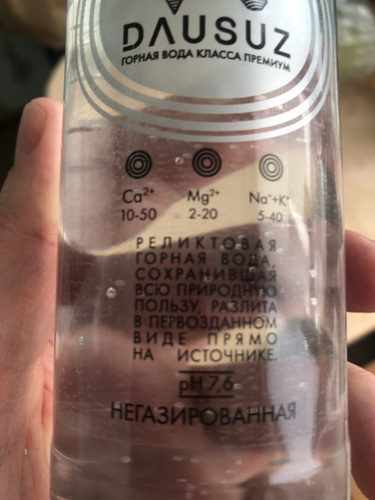 DAUSUZ
ГОРНАЯ ВОДА КЛАССА ПРЕМИУМ
Ca²⁺ Mg²⁺ Na⁺+K⁺
10-50 2-20 5-40
РЕЛИКТОВАЯ
ГОРНАЯ ВОДА,
СОХРАНИВШАЯ
ВСЮ ПРИРОДНУЮ
ПОЛЬЗУ, РАЗЛИТА
В ПЕРВОЗДАННОМ
ВИДЕ ПРЯМО
НА ИСТОЧНИКЕ.
pH 7,6
НЕГАЗИРОВАННАЯ